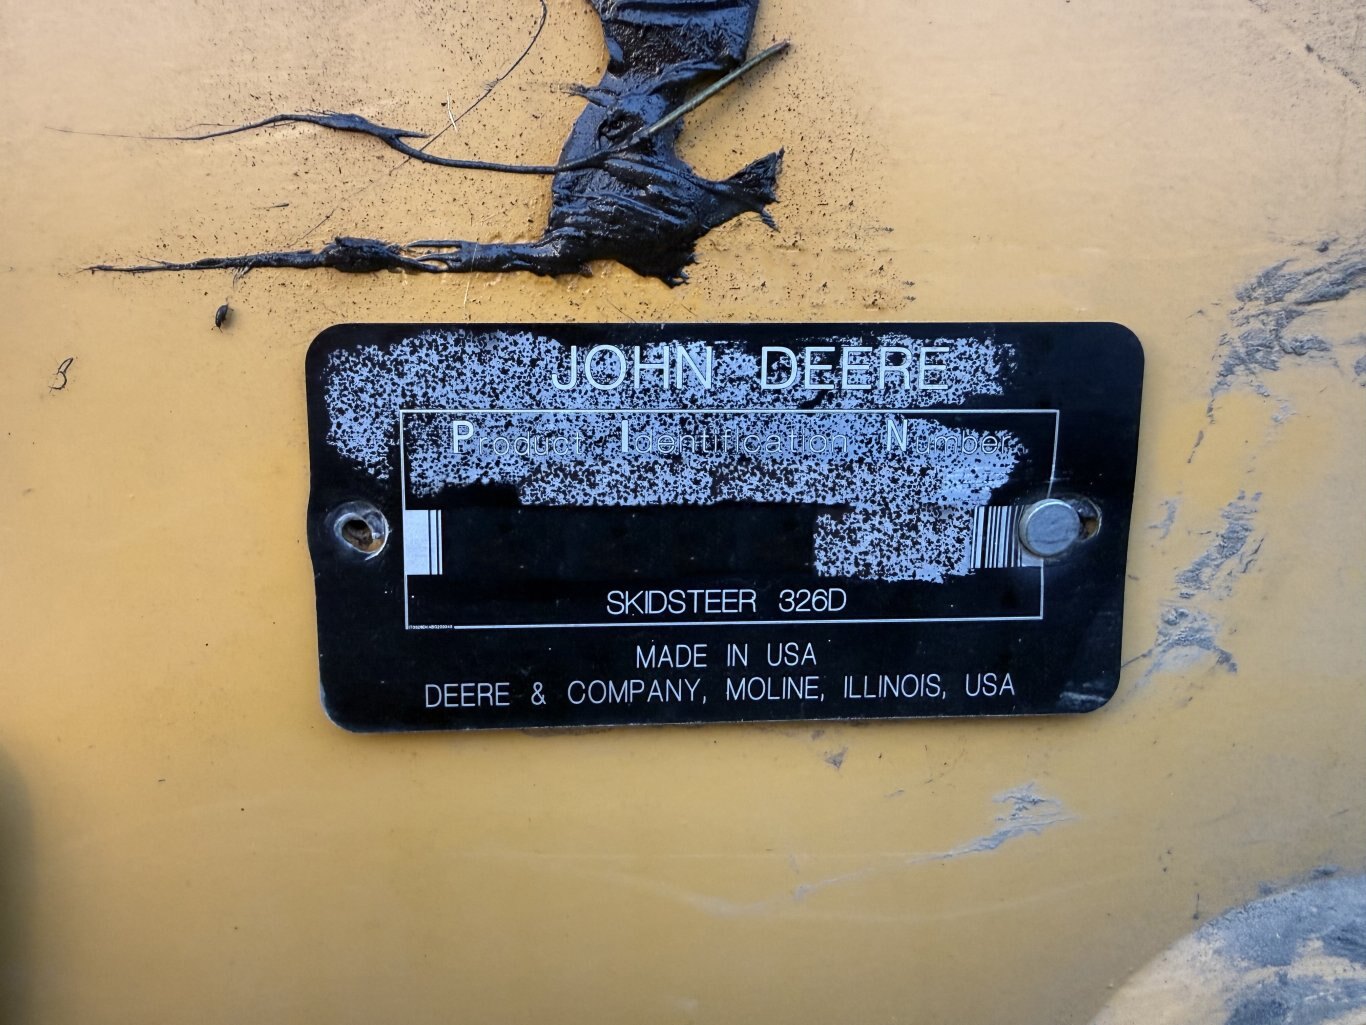 JOHN DEERE
Product Identification Number
SKIDSTEER 326D
MADE IN USA
DEERE & COMPANY, MOLINE, ILLINOIS, USA